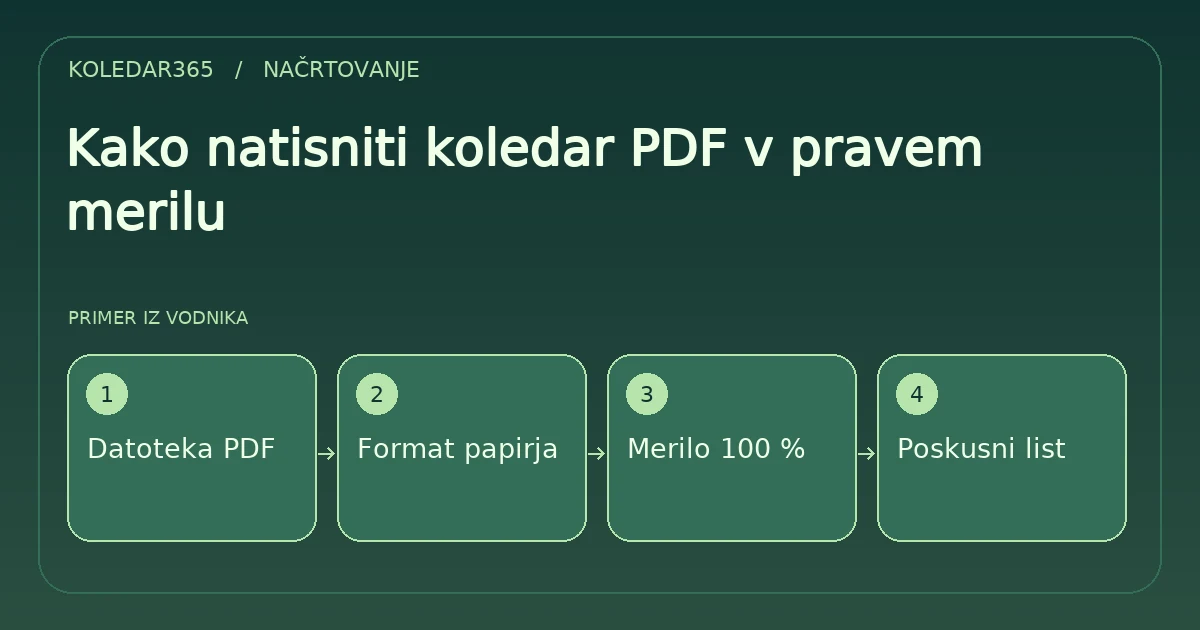 KOLEDAR365 / NAČRTOVANJE
Kako natisniti koledar PDF v pravem
merilu
PRIMER IZ VODNIKA
1
Datoteka PDF
→
2
Format papirja
→
3
Merilo 100 %
→
4
Poskusni list